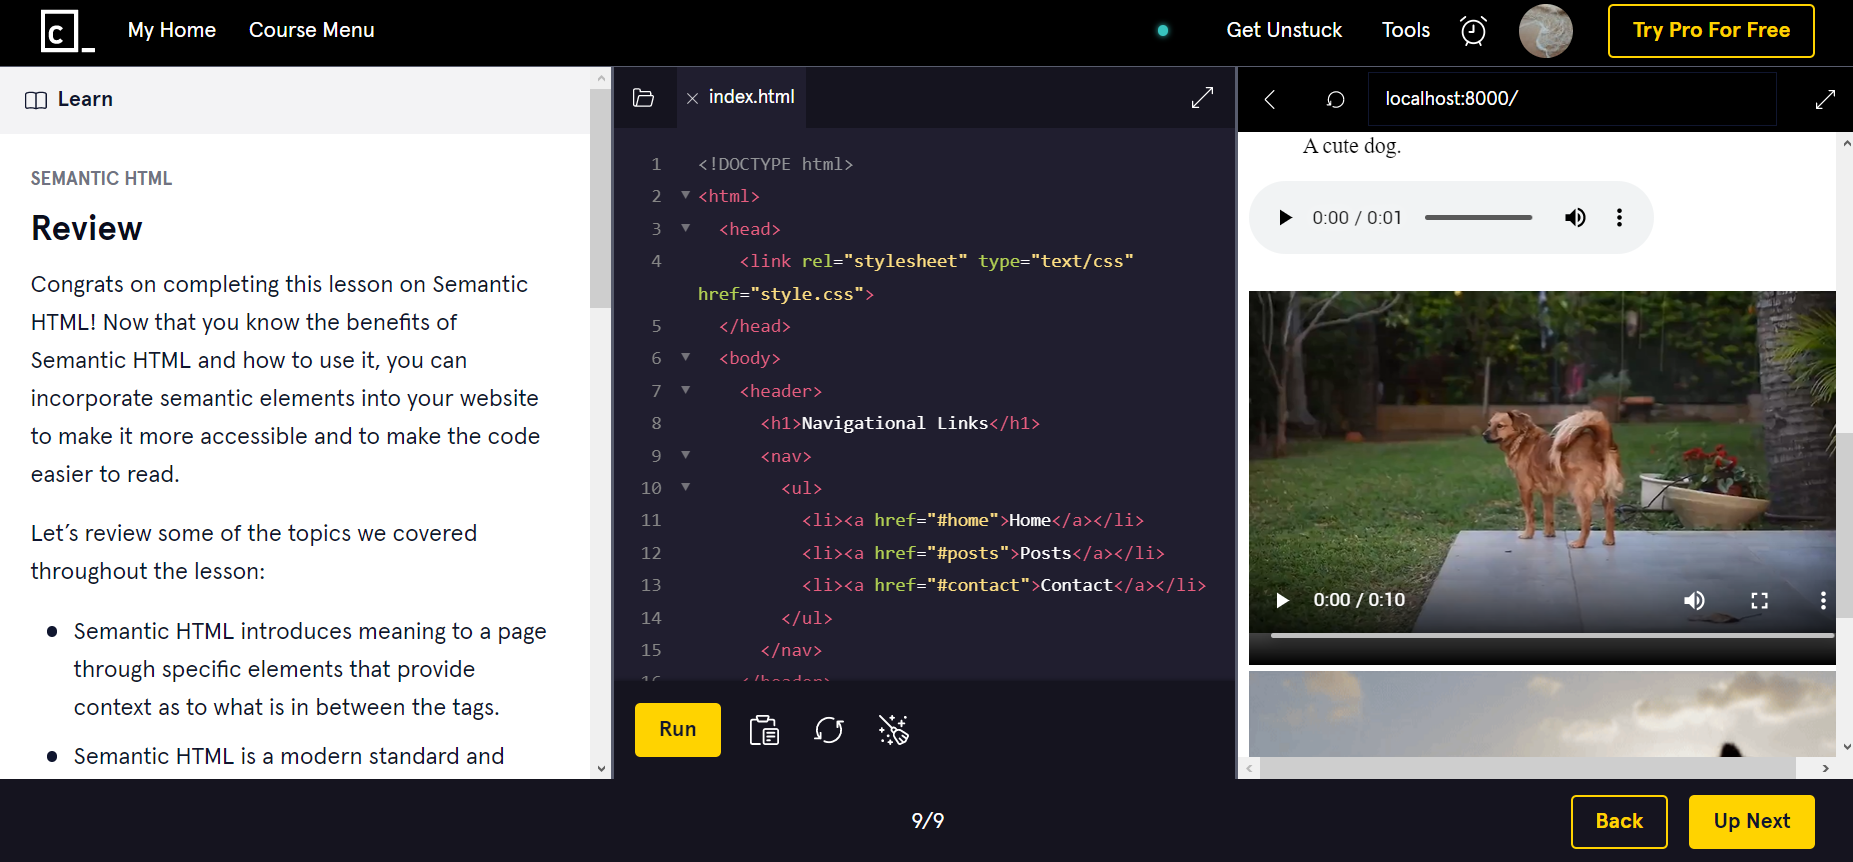 My Home
Course Menu
Get Unstuck
Tools
Try Pro For Free
Learn
SEMANTIC HTML
Review
Congrats on completing this lesson on Semantic
HTML! Now that you know the benefits of
Semantic HTML and how to use it, you can
incorporate semantic elements into your website
to make it more accessible and to make the code
easier to read.
Let’s review some of the topics we covered
throughout the lesson:
Semantic HTML introduces meaning to a page
through specific elements that provide
context as to what is in between the tags.
Semantic HTML is a modern standard and
index.html
1 <!DOCTYPE html>
2 <html>
3 <head>
4 <link rel="stylesheet" type="text/css"
href="style.css">
5 </head>
6 <body>
7 <header>
8 <h1>Navigational Links</h1>
9 <nav>
10 <ul>
11 <li><a href="#home">Home</a></li>
12 <li><a href="#posts">Posts</a></li>
13 <li><a href="#contact">Contact</a></li>
14 </ul>
15 </nav>
16 </header>
Run
localhost:8000/
A cute dog.
0:00 / 0:01
0:00 / 0:10
9/9
Back
Up Next